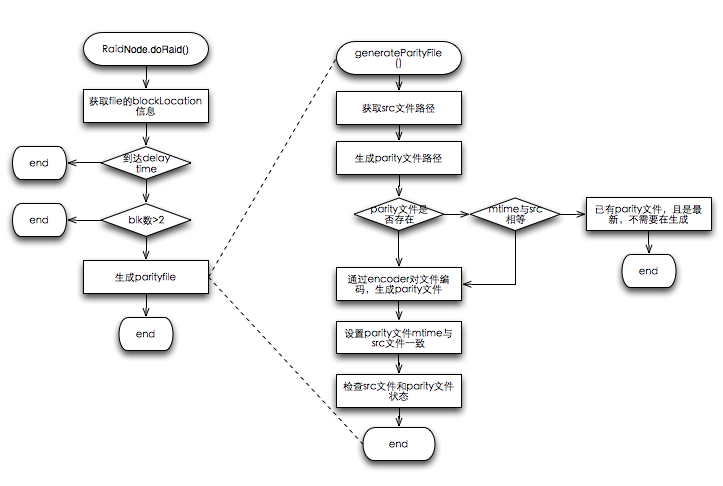 RaidNode.doRaid()
获取file的blockLocation
信息
到达delay
time
end
blk数>2
end
生成parityfile
end
generateParityFile
()
获取src文件路径
生成parity文件路径
parity文件是
否存在
mtime与src
相等
已有parity文件，且是最
新，不需要在生成
end
通过encoder对文件编
码，生成parity文件
设置parity文件mtime与
src文件一致
检查src文件和parity文件
状态
end